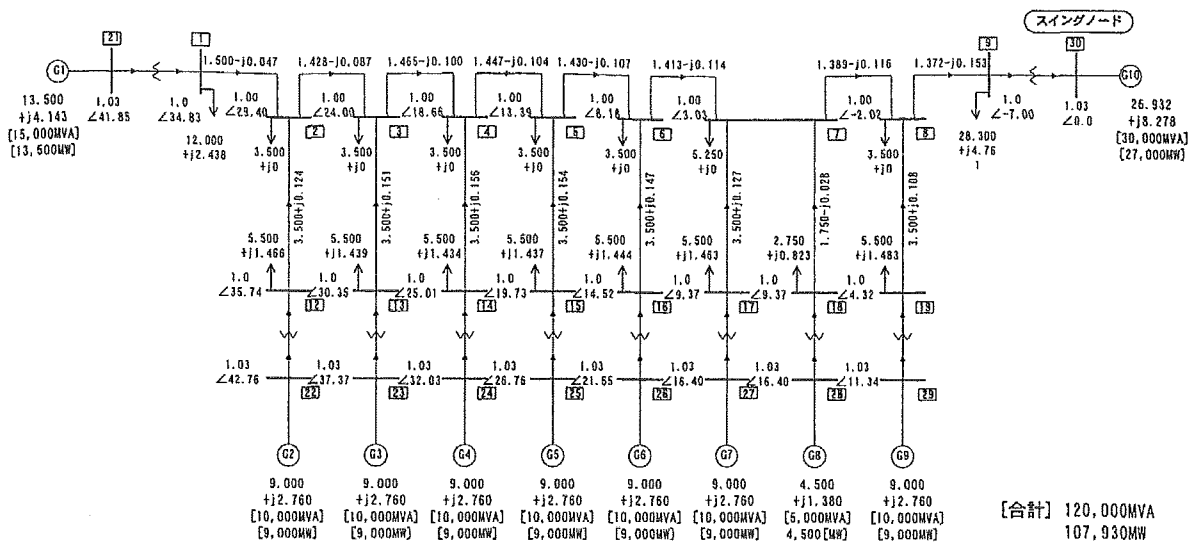 スイングノード
21
1
9
30
1.500-j0.047
1.428-j0.087
1.465-j0.100
1.447-j0.104
1.430-j0.107
1.413-j0.114
1.389-j0.116
1.372-j0.153
G1
G10
13.500
+j4.143
[15,000MVA]
[13,500MW]
1.03
∠41.85
1.0
∠34.83
12.000
+j2.438
1.00
∠29.40
1.00
∠24.00
1.00
∠18.66
1.00
∠13.39
1.00
∠8.18
1.00
∠3.03
1.00
∠-2.02
1.0
∠-7.00
1.03
∠0.0
26.932
+j8.278
[30,000MVA]
[27,000MW]
28.300
+j4.76
1
2
3
4
5
6
7
8
3.500
+j0
3.500
+j0
3.500
+j0
3.500
+j0
3.500
+j0
5.250
+j0
3.500
+j0
3.500+j0.124
3.500+j0.151
3.500+j0.156
3.500+j0.154
3.500+j0.147
3.500+j0.127
1.750-j0.028
3.500+j0.108
5.500
+j1.466
5.500
+j1.439
5.500
+j1.434
5.500
+j1.437
5.500
+j1.444
5.500
+j1.463
2.750
+j0.823
5.500
+j1.483
1.0
∠35.74
1.0
∠30.35
1.0
∠25.01
1.0
∠19.73
1.0
∠14.52
1.0
∠9.37
1.0
∠9.37
1.0
∠4.32
12
13
14
15
16
17
18
19
1.03
∠42.76
1.03
∠37.37
1.03
∠32.03
1.03
∠26.76
1.03
∠21.55
1.03
∠16.40
1.03
∠16.40
1.03
∠11.34
22
23
24
25
26
27
28
29
G2
G3
G4
G5
G6
G7
G8
G9
9.000
+j2.760
[10,000MVA]
[9,000MW]
9.000
+j2.760
[10,000MVA]
[9,000MW]
9.000
+j2.760
[10,000MVA]
[9,000MW]
9.000
+j2.760
[10,000MVA]
[9,000MW]
9.000
+j2.760
[10,000MVA]
[9,000MW]
9.000
+j2.760
[10,000MVA]
[9,000MW]
4.500
+j1.380
[5,000MVA]
4,500[MW]
9.000
+j2.760
[10,000MVA]
[9,000MW]
[合計] 120,000MVA
107,930MW